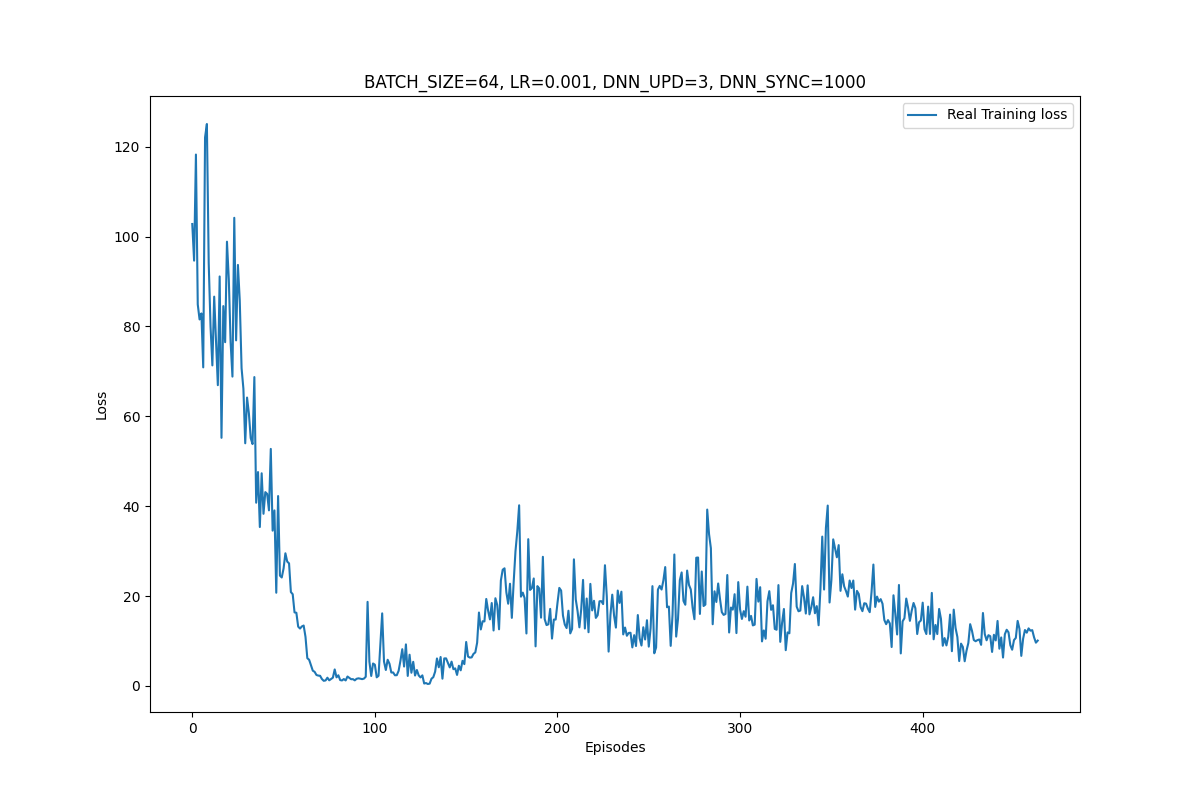 BATCH_SIZE=64, LR=0.001, DNN_UPD=3, DNN_SYNC=1000
Real Training loss
120
100
80
60
40
20
0
Loss
0 100 200 300 400
Episodes